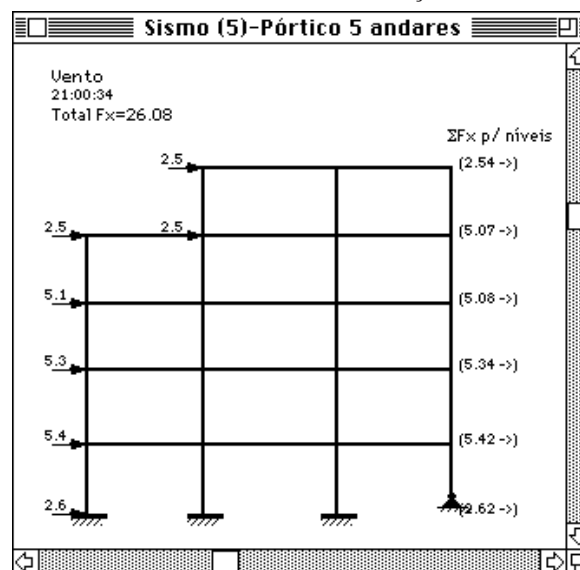 Sismo (5)-Pórtico 5 andares
Vento
21:00:34
Total Fx=26.08
ΣFx p/ níveis
2.5 (2.54 ->)
2.5 2.5 (5.07 ->)
5.1 (5.08 ->)
5.3 (5.34 ->)
5.4 (5.42 ->)
2.6 (2.62 ->)